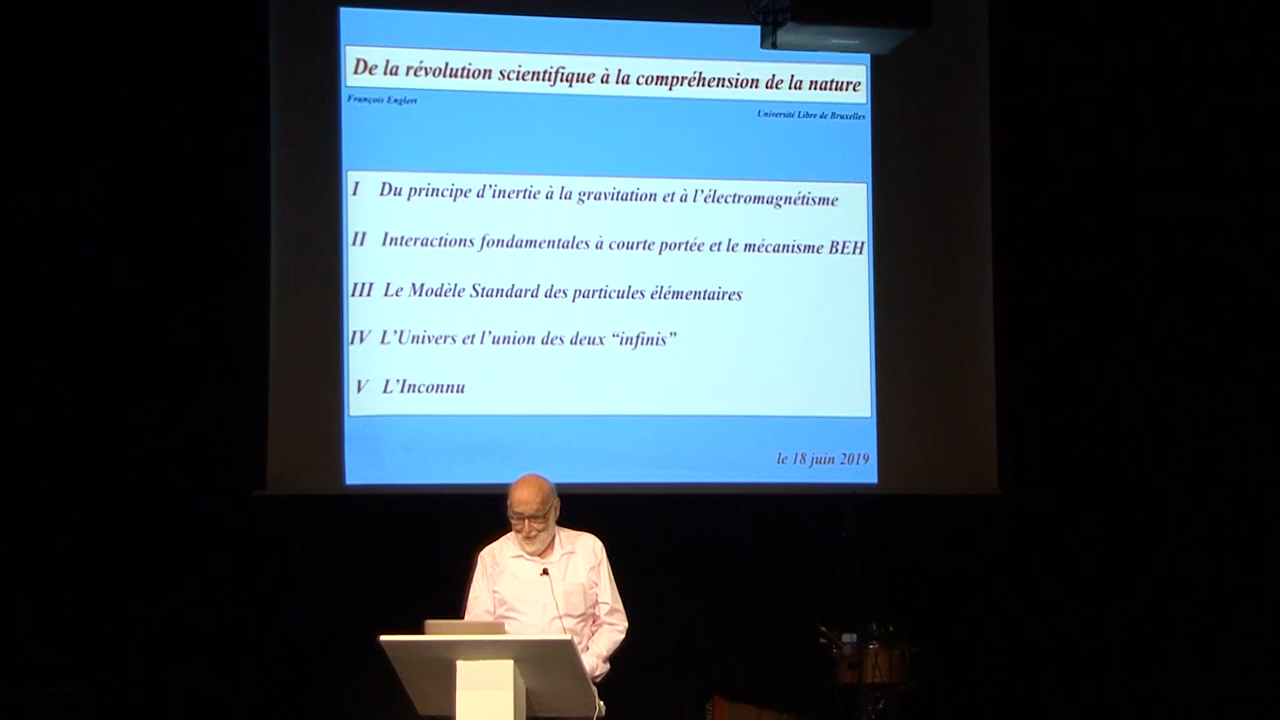 De la révolution scientifique à la compréhension de la nature
François Englert
Université Libre de Bruxelles
I Du principe d’inertie à la gravitation et à l’électromagnétisme
II Interactions fondamentales à courte portée et le mécanisme BEH
III Le Modèle Standard des particules élémentaires
IV L’Univers et l’union des deux “infinis”
V L’Inconnu
le 18 juin 2019